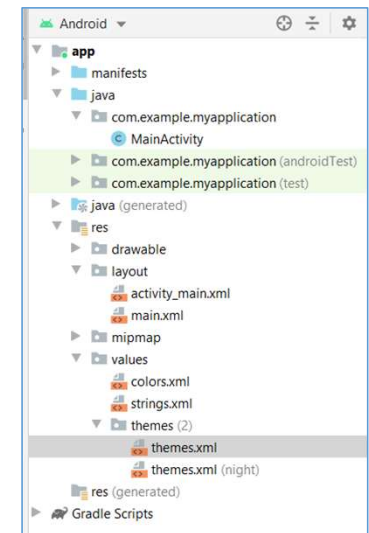 Android
app
manifests
java
com.example.myapplication
MainActivity
com.example.myapplication (androidTest)
com.example.myapplication (test)
java (generated)
res
drawable
layout
activity_main.xml
main.xml
mipmap
values
colors.xml
strings.xml
themes (2)
themes.xml
themes.xml (night)
res (generated)
Gradle Scripts